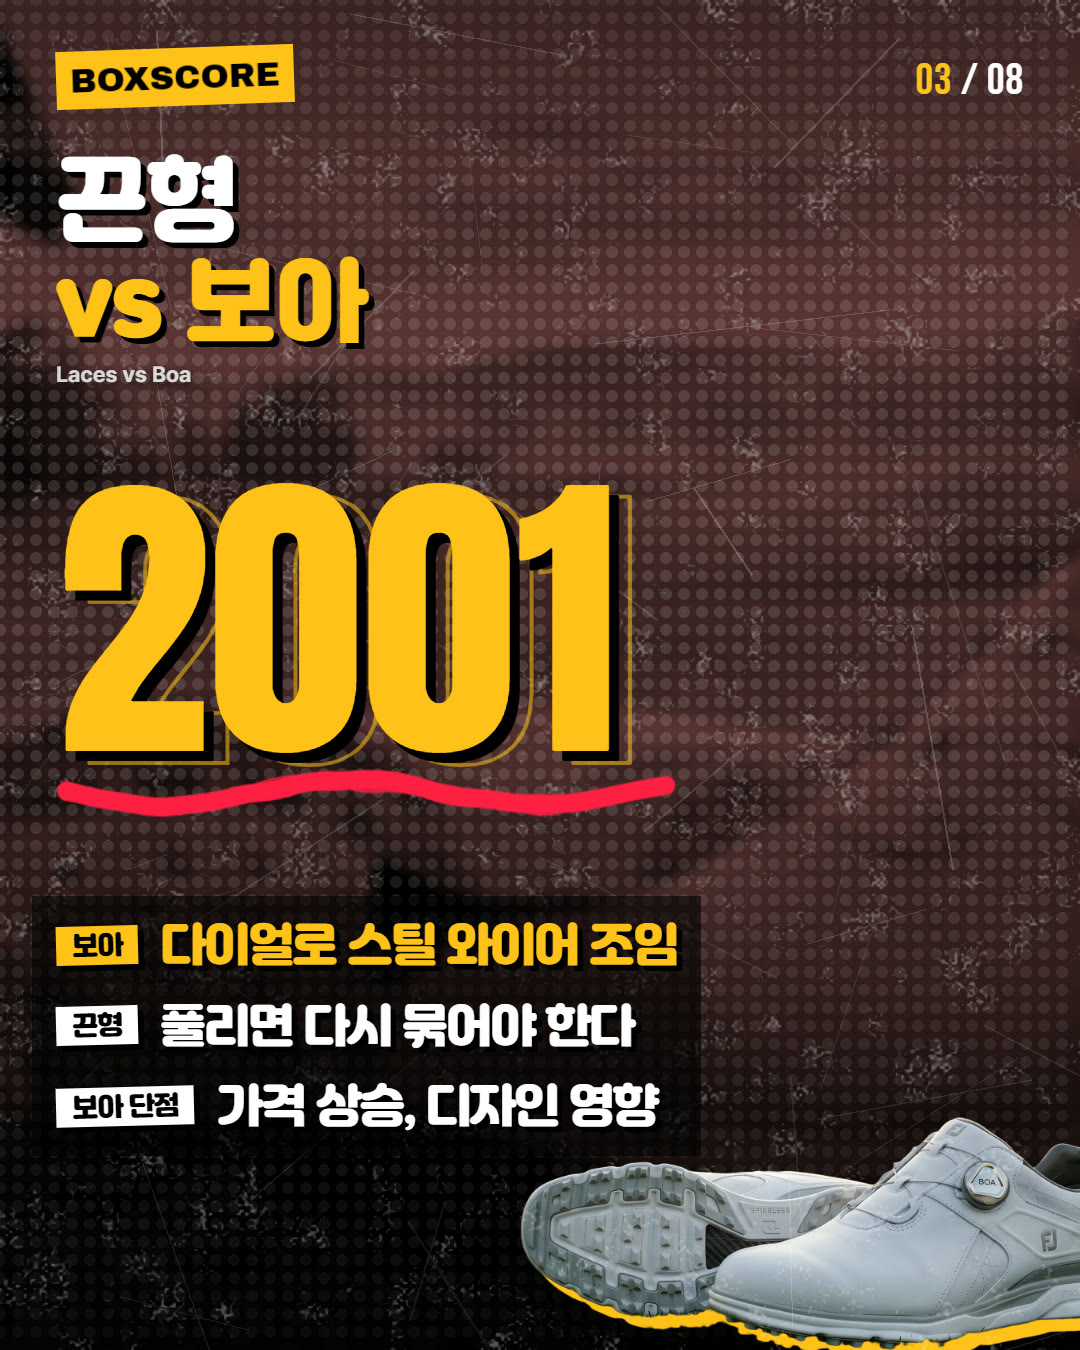 BOXSCORE
03 / 08
끈형
vs 보아
Laces vs Boa
2001
보아 다이얼로 스틸 와이어 조임
끈형 풀리면 다시 묶어야 한다
보아 단점 가격 상승, 디자인 영향
SPIKELESS
BOA
FJ